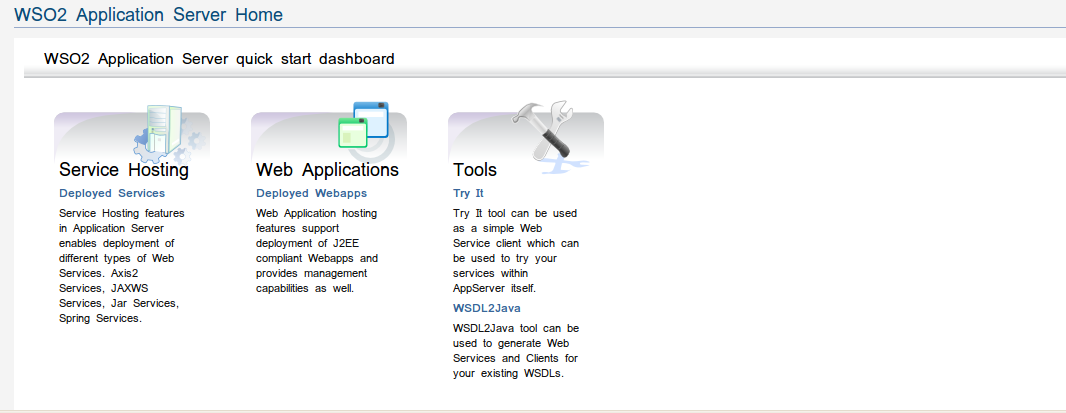 WSO2 Application Server Home
WSO2 Application Server quick start dashboard
Service Hosting
Deployed Services
Service Hosting features
in Application Server
enables deployment of
different types of Web
Services. Axis2
Services, JAXWS
Services, Jar Services,
Spring Services.
Web Applications
Deployed Webapps
Web Application hosting
features support
deployment of J2EE
compliant Webapps and
provides management
capabilities as well.
Tools
Try It
Try It tool can be used
as a simple Web
Service client which can
be used to try your
services within
AppServer itself.
WSDL2Java
WSDL2Java tool can be
used to generate Web
Services and Clients for
your existing WSDLs.